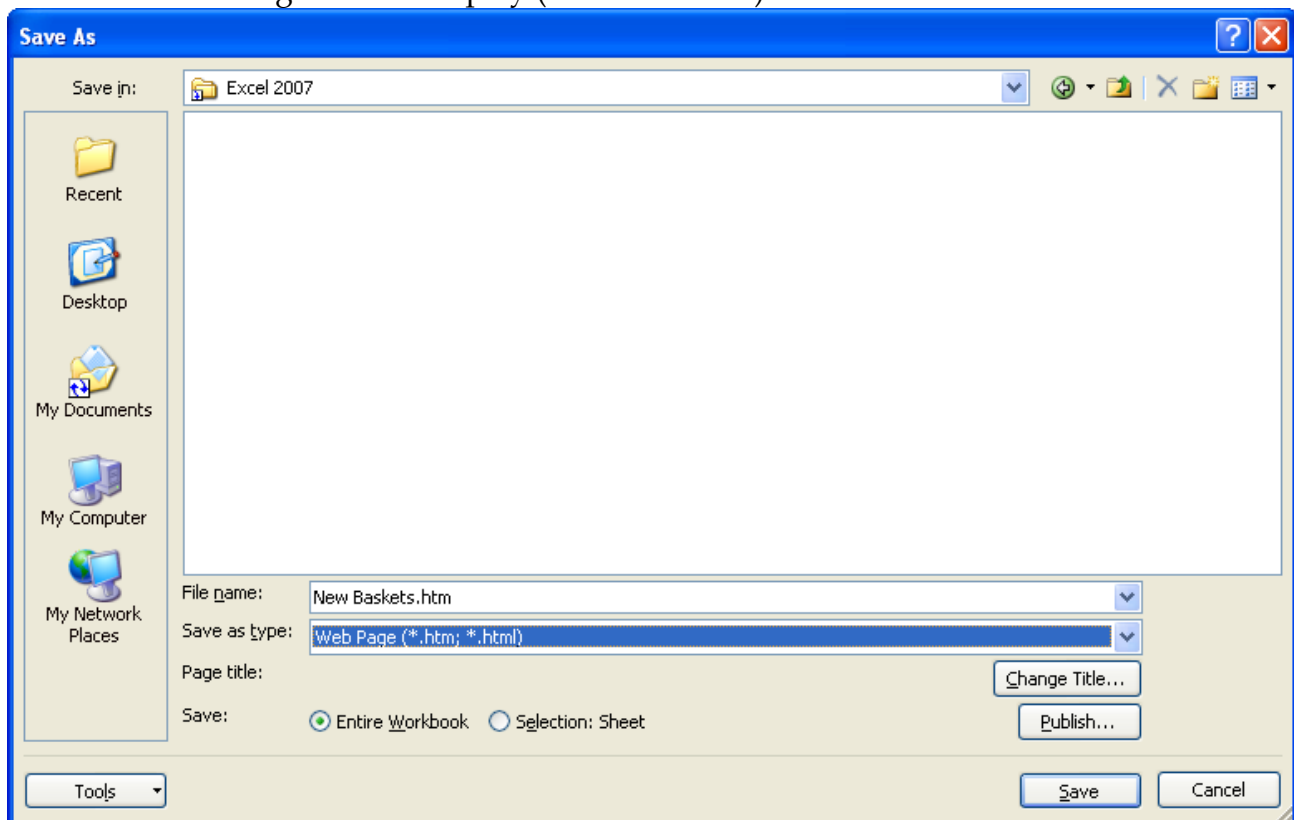 Save As
Save in:
Excel 2007
Recent
Desktop
My Documents
My Computer
My Network
Places
File name:
New Baskets.htm
Save as type:
Web Page (*.htm; *.html)
Page title:
Change Title...
Save:
Entire Workbook
Selection: Sheet
Publish...
Tools
Save
Cancel